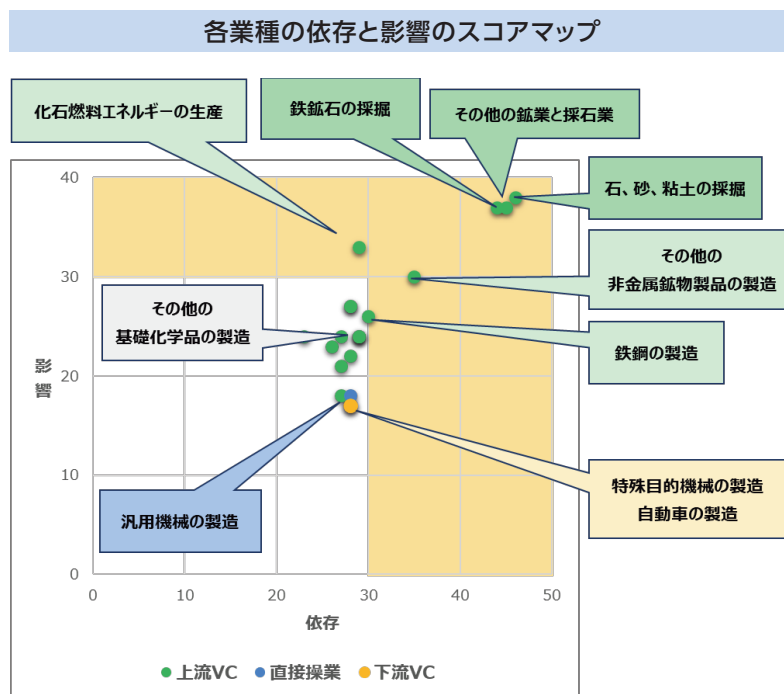 各業種の依存と影響のスコアマップ
化石燃料エネルギーの生産
鉄鉱石の採掘
その他の鉱業と採石業
石、砂、粘土の採掘
その他の
非金属鉱物製品の製造
その他の
基礎化学品の製造
鉄鋼の製造
特殊目的機械の製造
自動車の製造
汎用機械の製造
影響
40
30
20
10
0
0 10 20 30 40 50
依存
上流VC 直接操業 下流VC